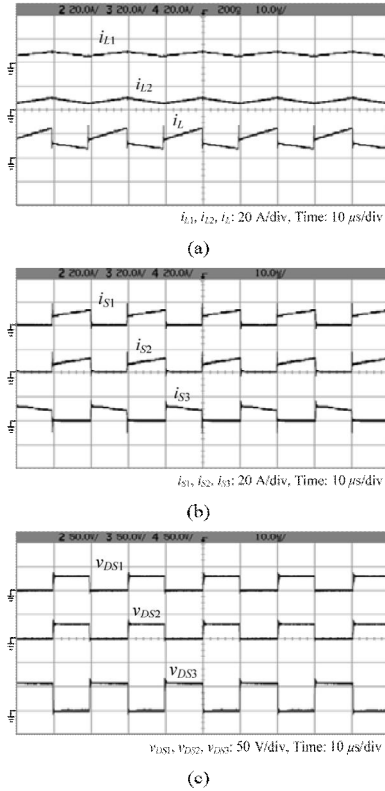 2 20.0V/ 3 20.0V/ 4 20.0V/ 200g 10.0μ/
iL1
iL2
iL
iL1, iL2, iL: 20 A/div, Time: 10 μs/div
(a)
2 20.0V/ 3 20.0V/ 4 20.0V/ 10.0μ/
iS1
iS2
iS3
iS1, iS2, iS3: 20 A/div, Time: 10 μs/div
(b)
2 50.0V/ 3 50.0V/ 4 50.0V/ 10.0μ/
vDS1
vDS2
vDS3
vDS1, vDS2, vDS3: 50 V/div, Time: 10 μs/div
(c)